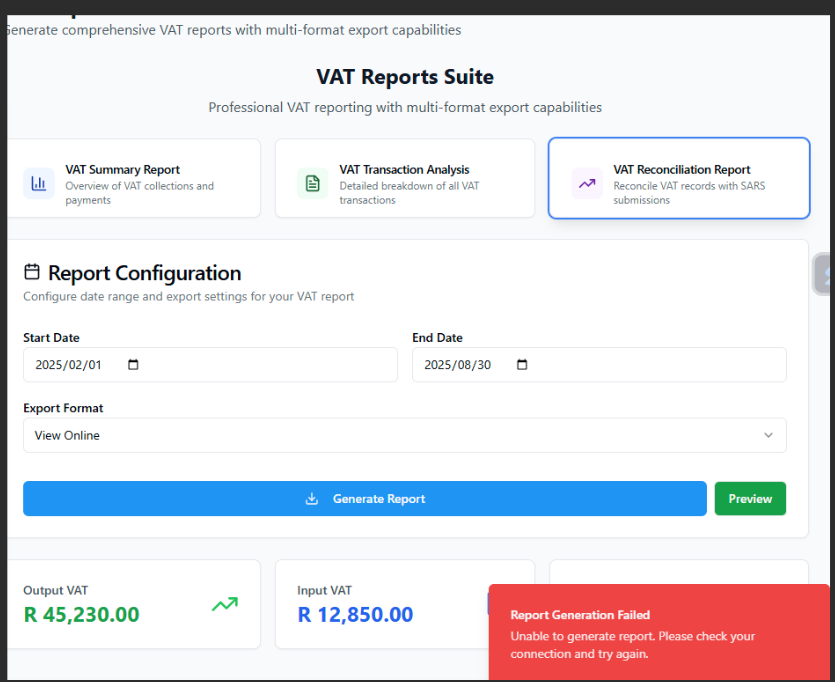 Generate comprehensive VAT reports with multi-format export capabilities
VAT Reports Suite
Professional VAT reporting with multi-format export capabilities
VAT Summary Report
Overview of VAT collections and
payments
VAT Transaction Analysis
Detailed breakdown of all VAT
transactions
VAT Reconciliation Report
Reconcile VAT records with SARS
submissions
Report Configuration
Configure date range and export settings for your VAT report
Start Date
2025/02/01
End Date
2025/08/30
Export Format
View Online
Generate Report
Preview
Output VAT
R 45,230.00
Input VAT
R 12,850.00
Report Generation Failed
Unable to generate report. Please check your
connection and try again.